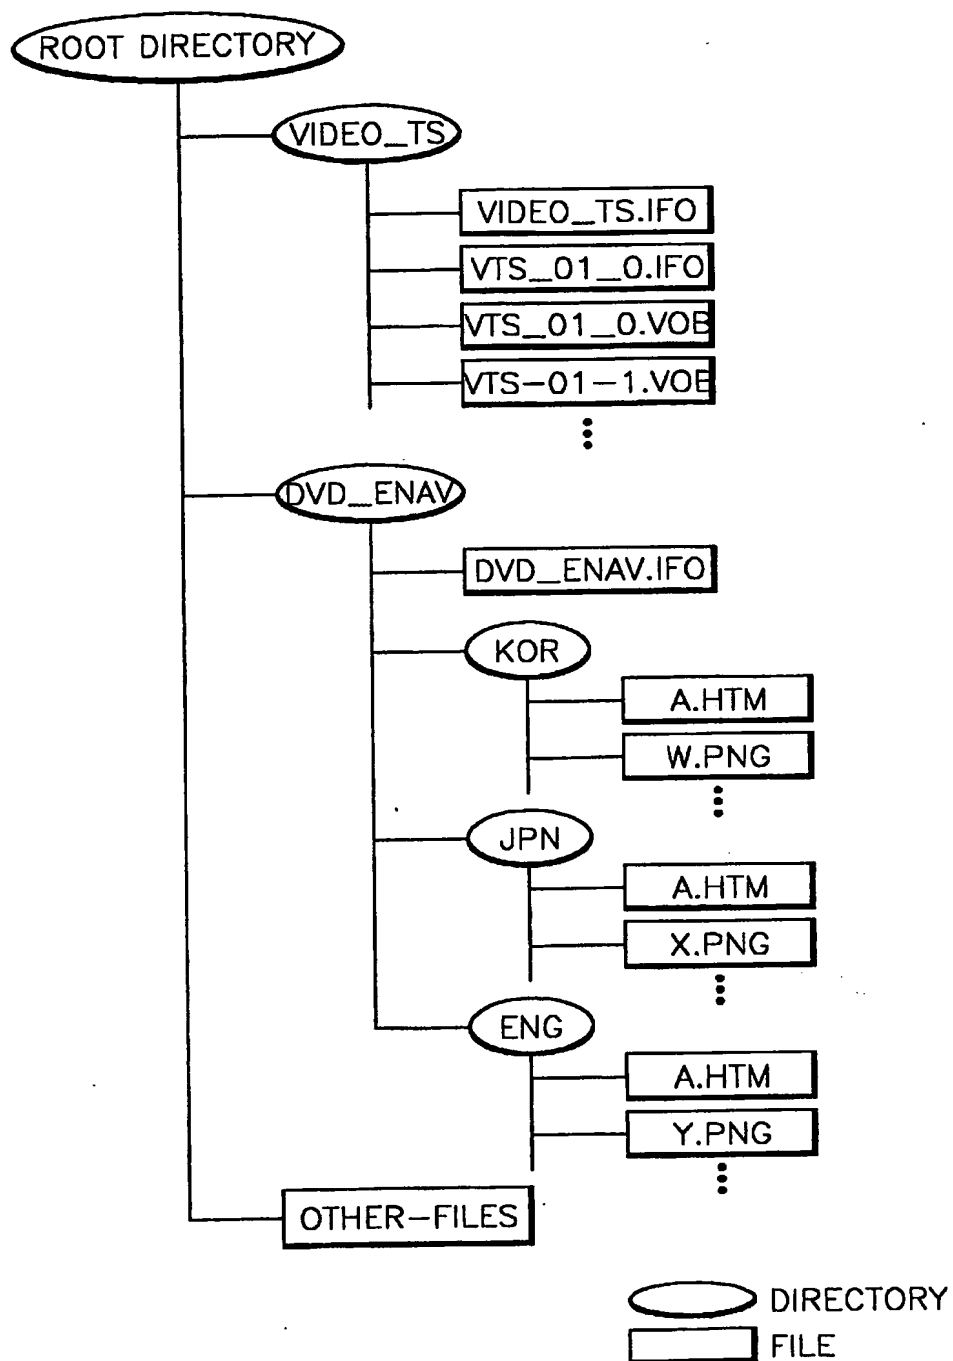 ROOT DIRECTORY
VIDEO_TS
VIDEO_TS.IFO
VTS_01_0.IFO
VTS_01_0.VOB
VTS-01-1.VOB
DVD_ENAV
DVD_ENAV.IFO
KOR
A.HTM
W.PNG
JPN
A.HTM
X.PNG
ENG
A.HTM
Y.PNG
OTHER-FILES
DIRECTORY
FILE